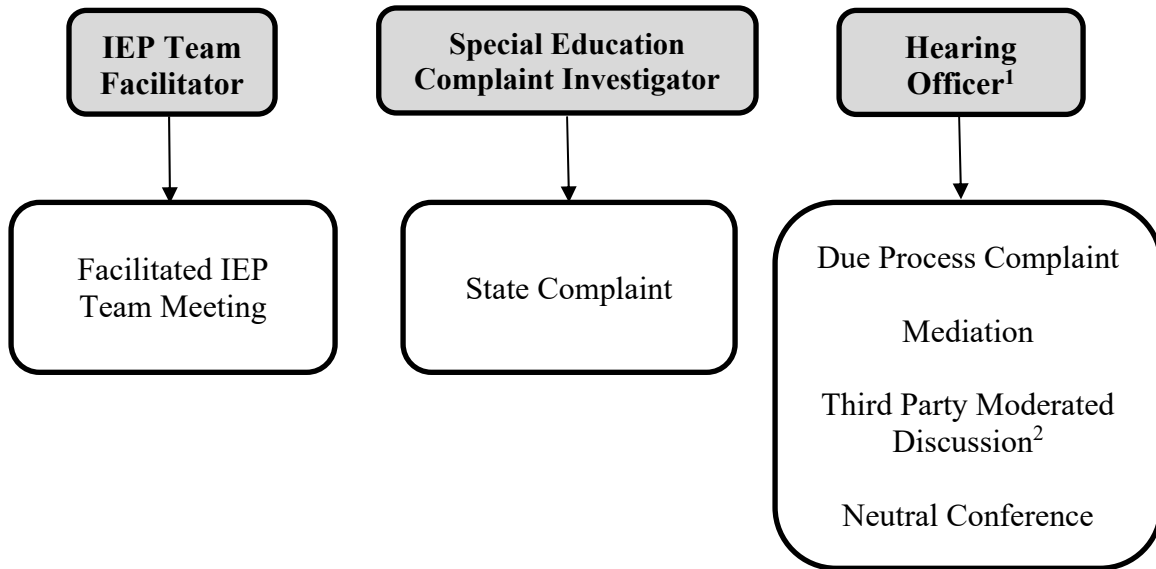 IEP Team
Facilitator
Special Education
Complaint Investigator
Hearing
Officer¹
Facilitated IEP
Team Meeting
State Complaint
Due Process Complaint
Mediation
Third Party Moderated
Discussion²
Neutral Conference